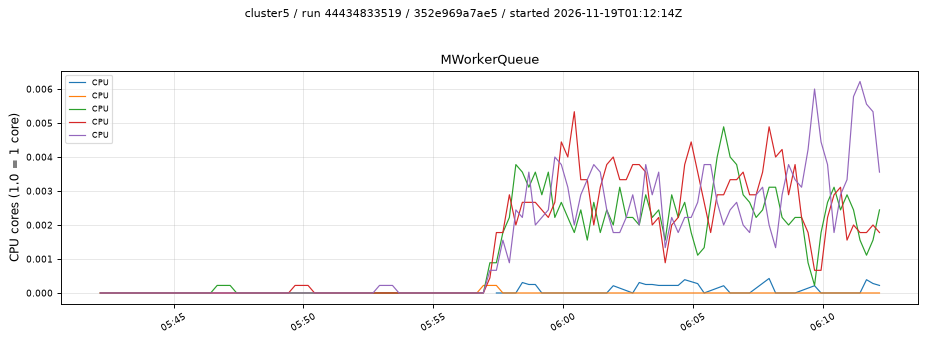 cluster5 / run 44434833519 / 352e969a7ae5 / started 2026-11-19T01:12:14Z
MWorkerQueue
CPU cores (1.0 = 1 core)
0.006
0.005
0.004
0.003
0.002
0.001
0.000
CPU
CPU
CPU
CPU
CPU
05:45
05:50
05:55
06:00
06:05
06:10